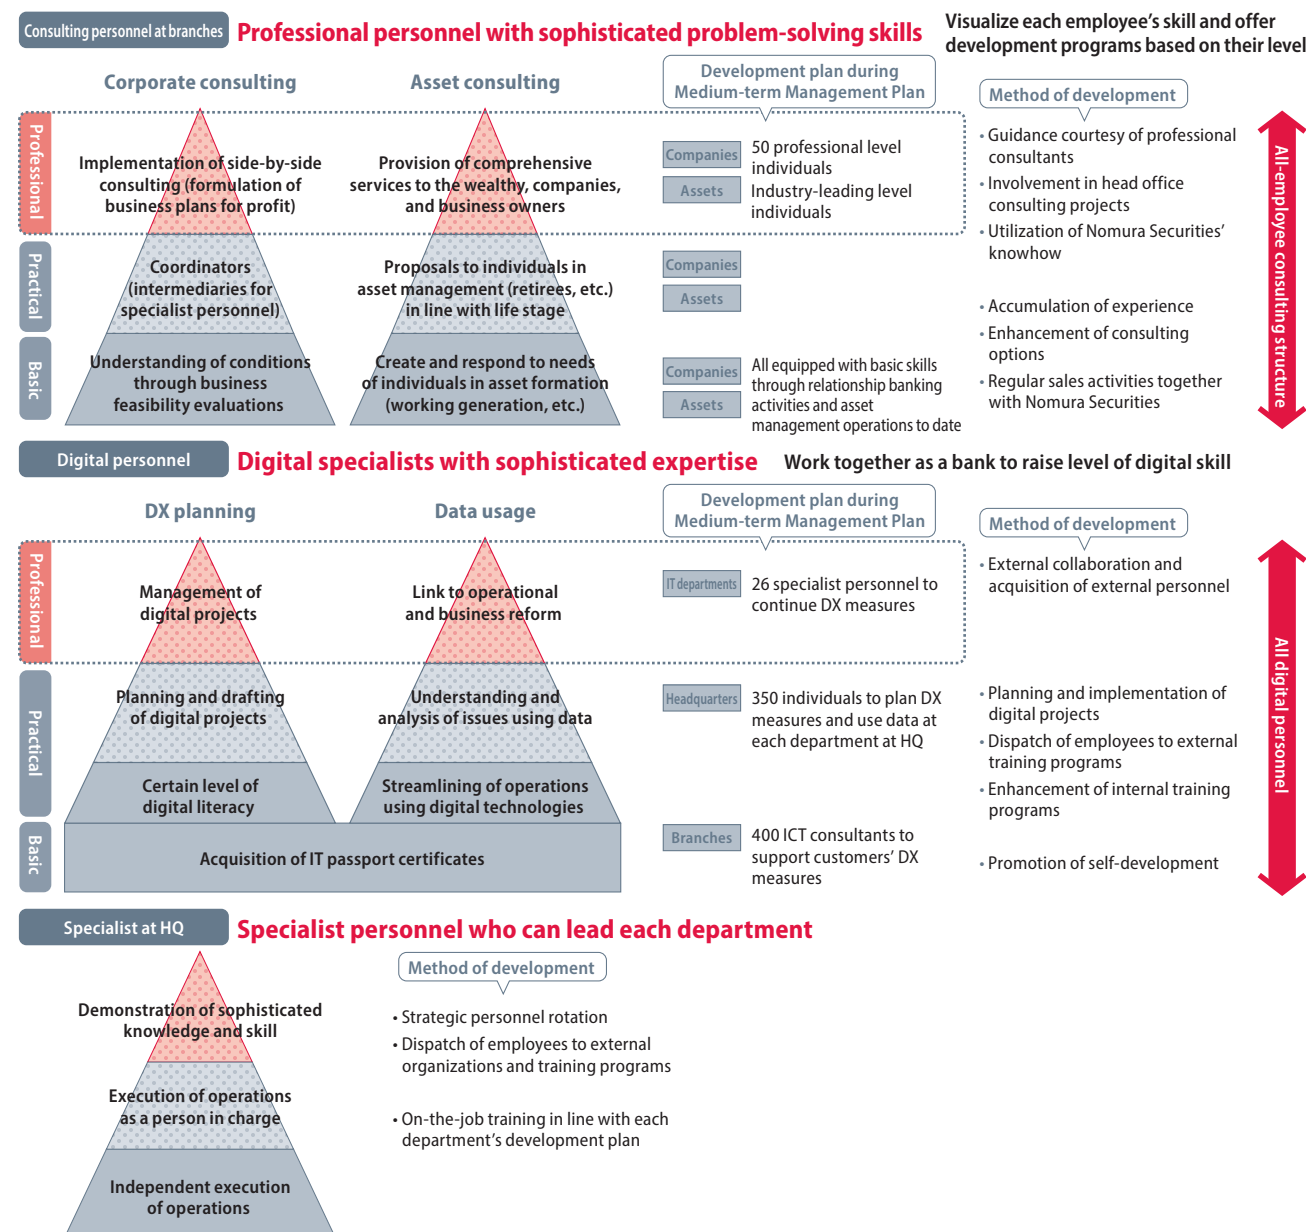 Consulting personnel at branches
Professional personnel with sophisticated problem-solving skills
Visualize each employee’s skill and offer
development programs based on their level
Corporate consulting
Asset consulting
Development plan during
Medium-term Management Plan
Method of development
Professional
Implementation of side-by-side
consulting (formulation of
business plans for profit)
Provision of comprehensive
services to the wealthy, companies,
and business owners
Companies
50 professional level
individuals
Assets
Industry-leading level
individuals
• Guidance courtesy of professional
consultants
• Involvement in head office
consulting projects
• Utilization of Nomura Securities’
knowhow
All-employee consulting structure
Practical
Coordinators
(intermediaries for
specialist personnel)
Proposals to individuals in
asset management (retirees, etc.)
in line with life stage
Companies
Assets
• Accumulation of experience
• Enhancement of consulting
options
• Regular sales activities together
with Nomura Securities
Basic
Understanding of conditions
through business
feasibility evaluations
Create and respond to needs
of individuals in asset formation
(working generation, etc.)
Companies
Assets
All equipped with basic skills
through relationship banking
activities and asset
management operations to date
Digital personnel
Digital specialists with sophisticated expertise
Work together as a bank to raise level of digital skill
DX planning
Data usage
Development plan during
Medium-term Management Plan
Method of development
Professional
Management of
digital projects
Link to operational
and business reform
IT departments
26 specialist personnel to
continue DX measures
• External collaboration and
acquisition of external personnel
All digital personnel
Practical
Planning and drafting
of digital projects
Understanding and
analysis of issues using data
Headquarters
350 individuals to plan DX
measures and use data at
each department at HQ
• Planning and implementation of
digital projects
• Dispatch of employees to external
training programs
• Enhancement of internal training
programs
Certain level of
digital literacy
Streamlining of operations
using digital technologies
Basic
Acquisition of IT passport certificates
Branches
400 ICT consultants to
support customers’ DX
measures
• Promotion of self-development
Specialist at HQ
Specialist personnel who can lead each department
Method of development
Demonstration of sophisticated
knowledge and skill
Execution of operations
as a person in charge
Independent execution
of operations
• Strategic personnel rotation
• Dispatch of employees to external
organizations and training programs
• On-the-job training in line with each
department’s development plan